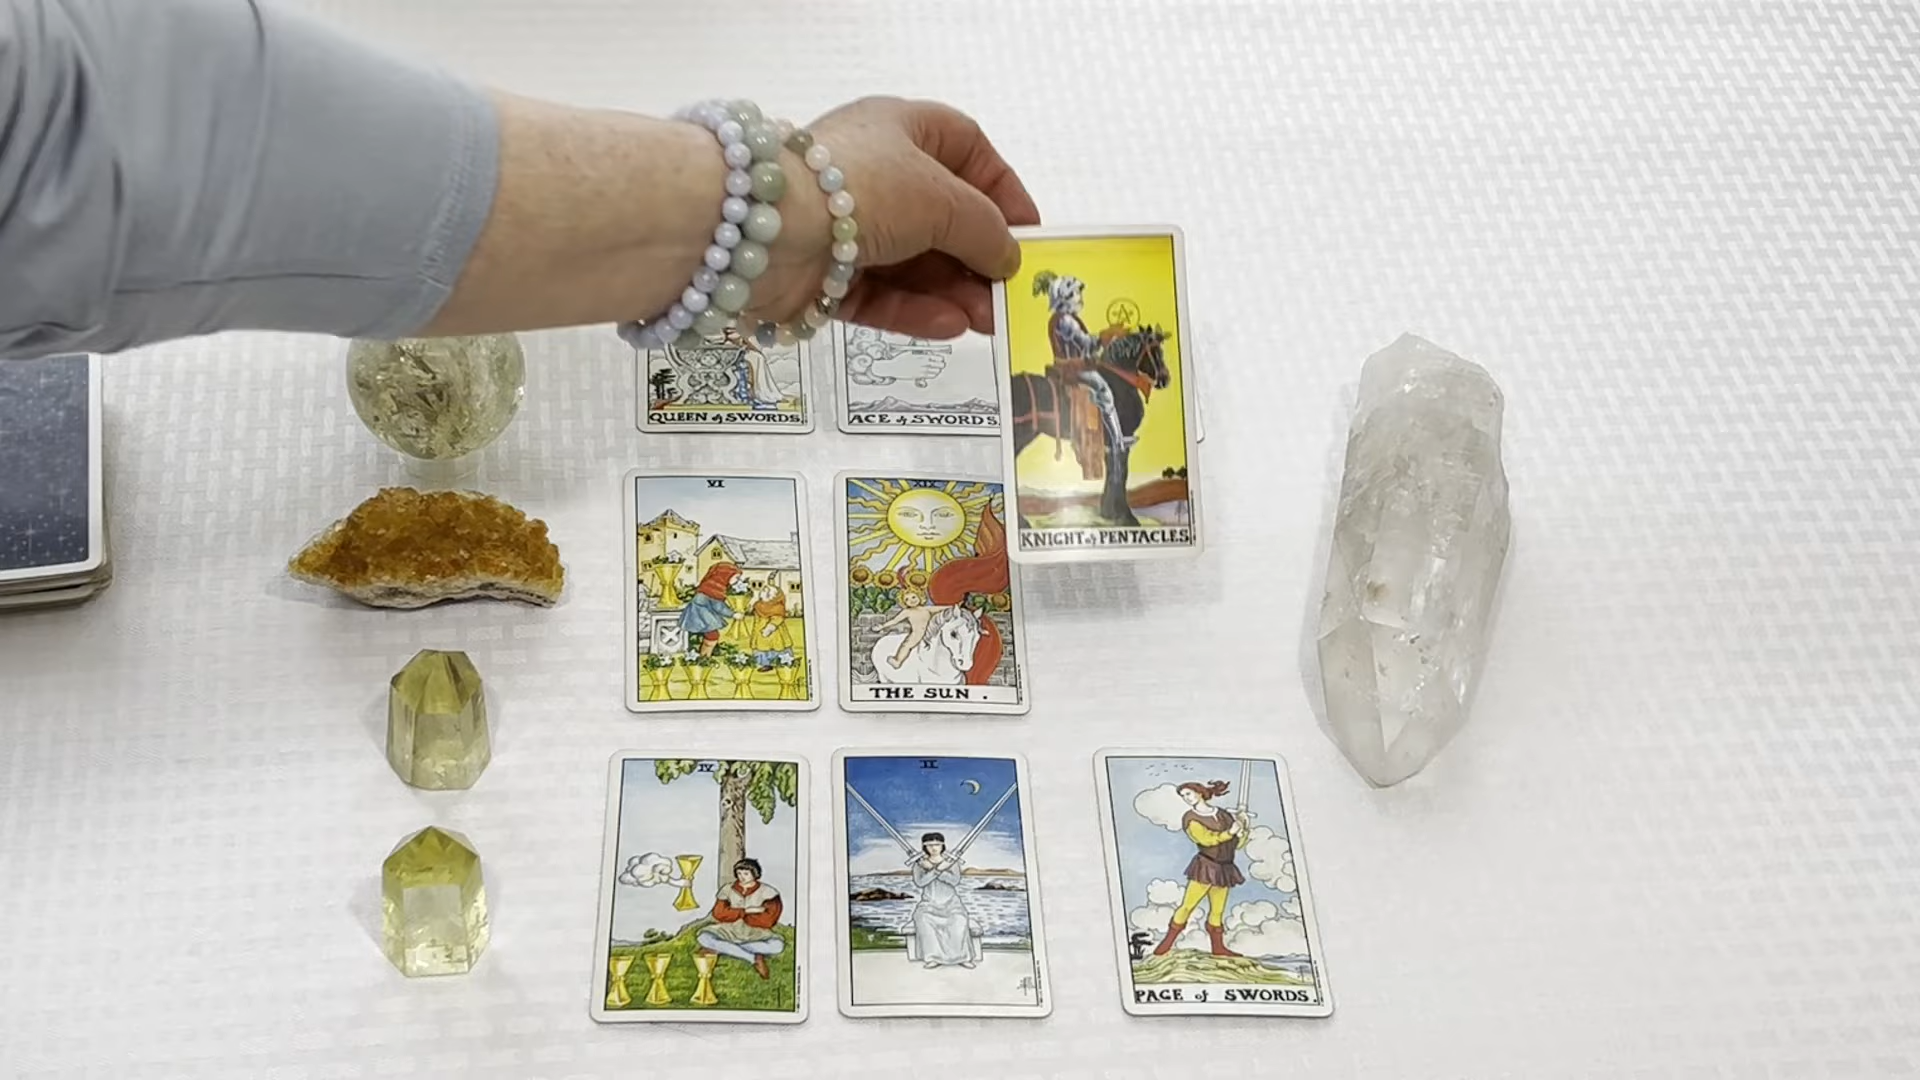 QUEEN of SWORDS.
ACE of SWORDS.
KNIGHT of PENTACLES.
VI
XIX
THE SUN .
IV
II
PAGE of SWORDS.